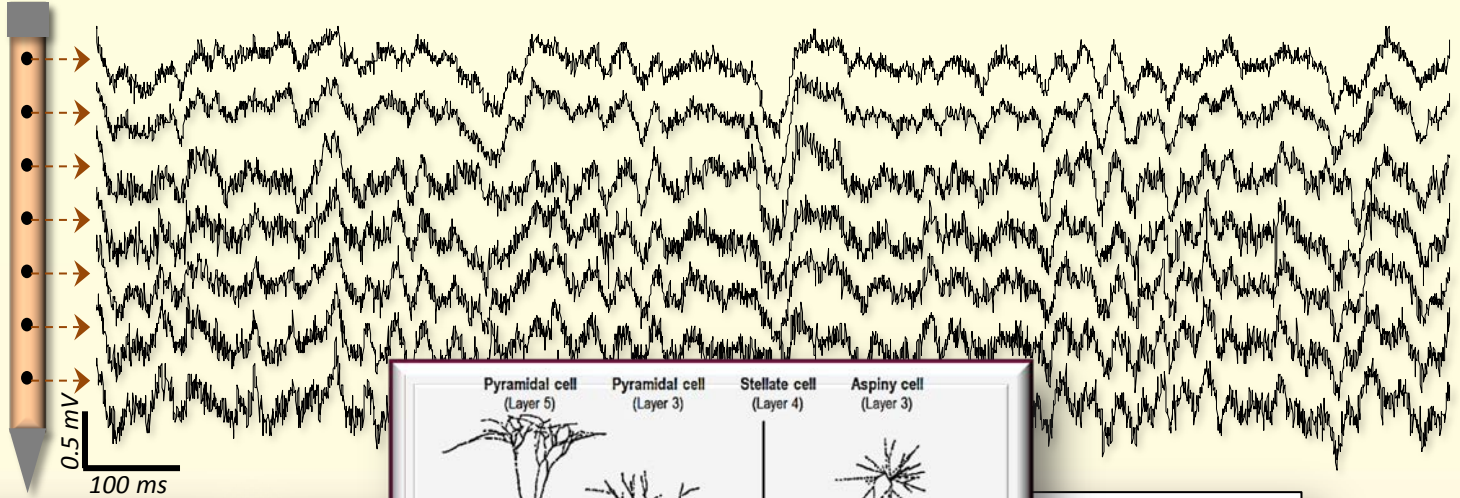 0.5 mV
100 ms
Pyramidal cell Pyramidal cell Stellate cell Aspiny cell
(Layer 5) (Layer 3) (Layer 4) (Layer 3)